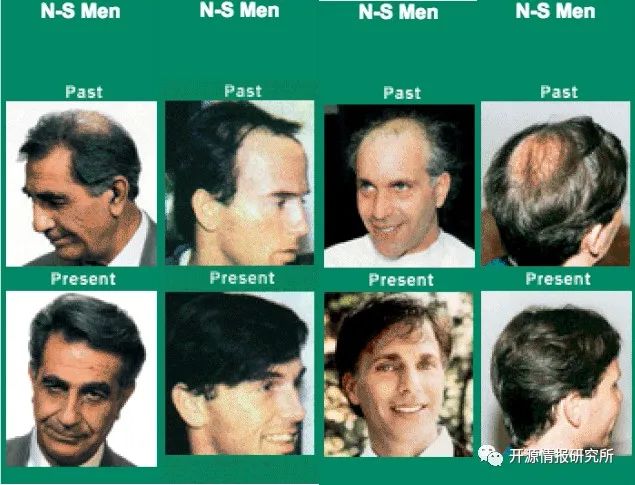 N-S Men
N-S Men
N-S Men
N-S Men
Past
Past
Past
Past
Present
Present
Present
Present
开源情报研究所